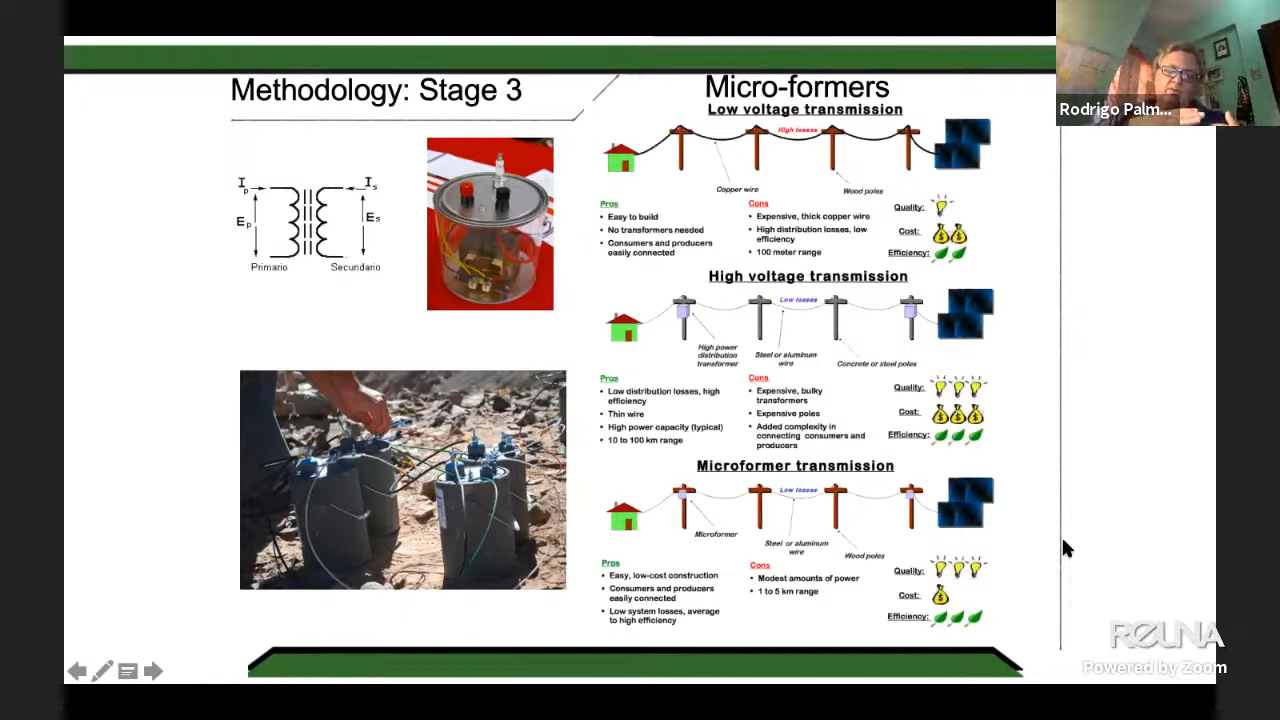 Methodology: Stage 3
I p
I s
E p
E s
Primario
Secundario
Micro-formers
Low voltage transmission
High losses
Copper wire
Wood poles
Pros
• Easy to build
• No transformers needed
• Consumers and producers
easily connected
Cons
• Expensive, thick copper wire
• High distribution losses, low
efficiency
• 100 meter range
Quality:
Cost:
Efficiency:
High voltage transmission
Low losses
High power
distribution
transformer
Steel or aluminum
wire
Concrete or steel poles
Pros
• Low distribution losses, high
efficiency
• Thin wire
• High power capacity (typical)
• 10 to 100 km range
Cons
• Expensive, bulky
transformers
• Expensive poles
• Added complexity in
connecting consumers and
producers
Quality:
Cost:
Efficiency:
Microformer transmission
Low losses
Microformer
Steel or aluminum
wire
Wood poles
Pros
• Easy, low-cost construction
• Consumers and producers
easily connected
• Low system losses, average
to high efficiency
Cons
• Modest amounts of power
• 1 to 5 km range
Quality:
Cost:
Efficiency:
Rodrigo Palm...
REUNA
Powered by Zoom